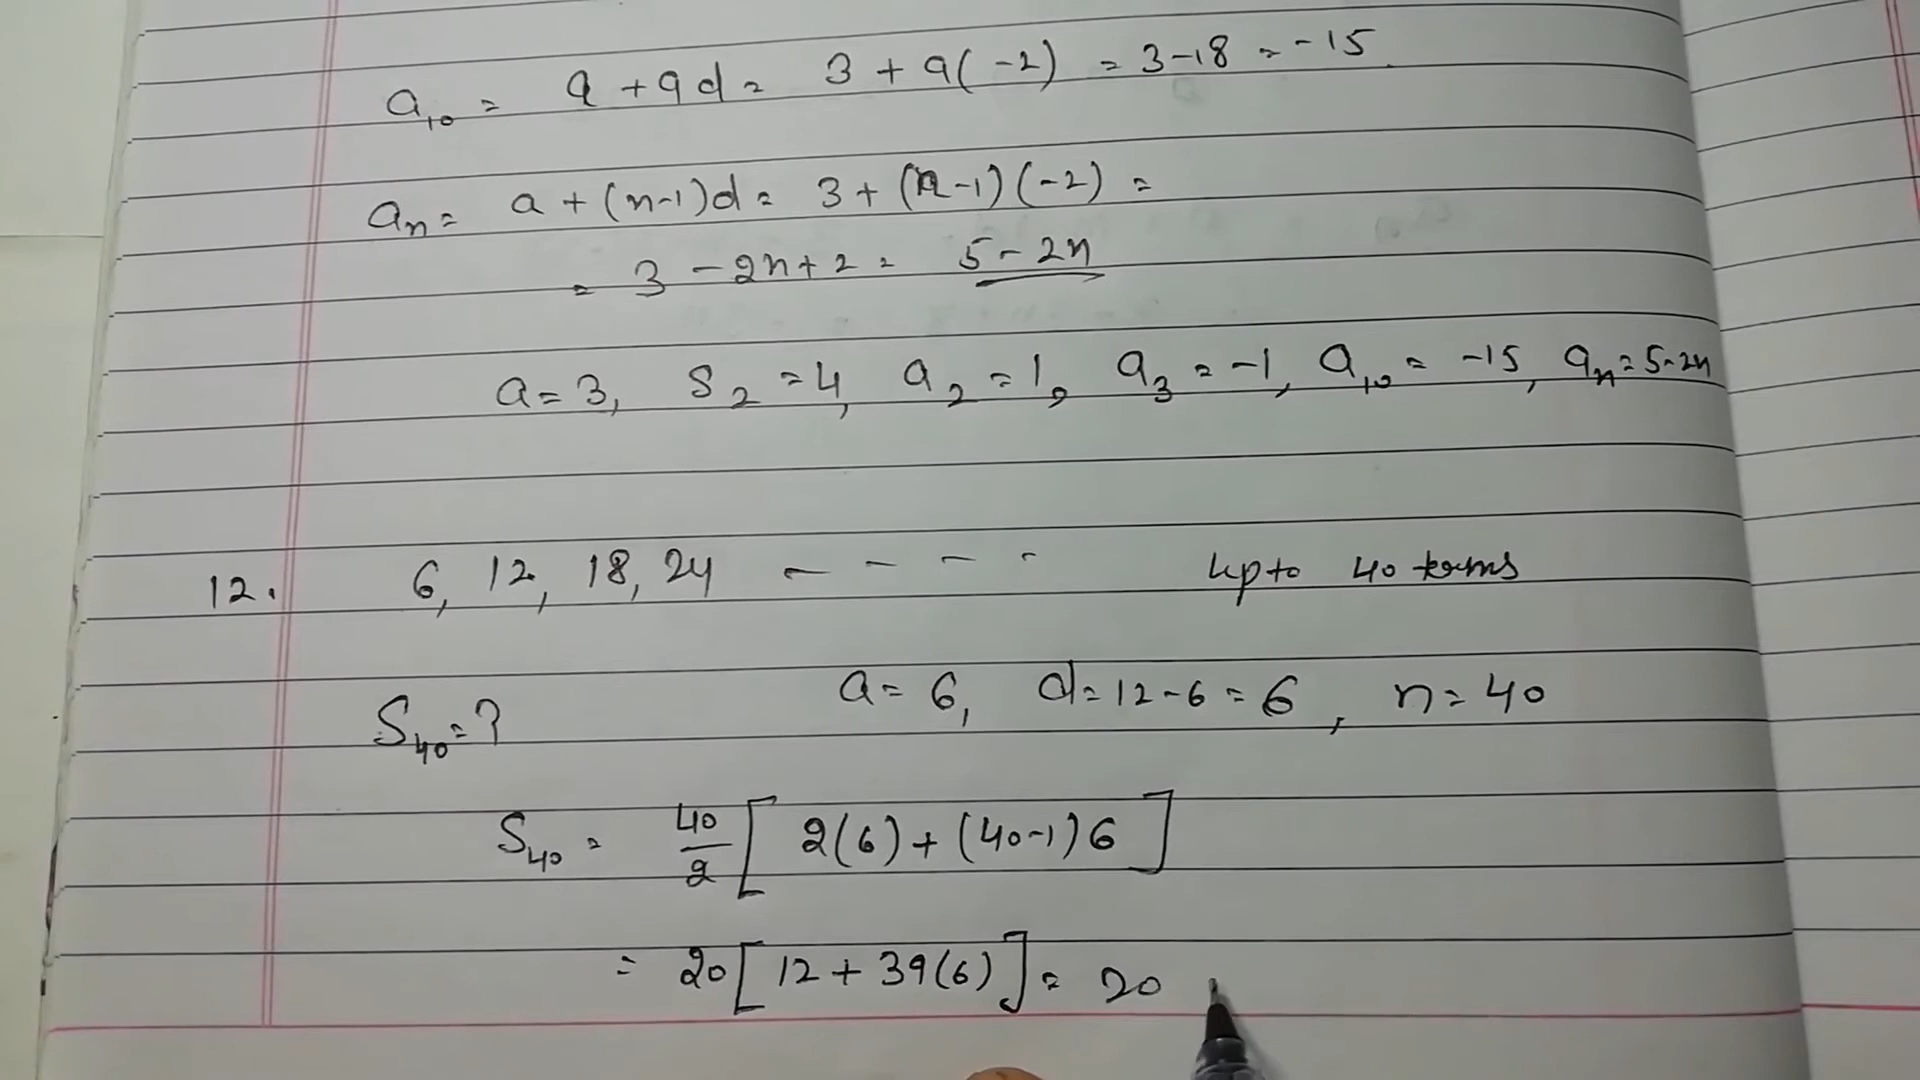 a₁₀ = a + 9d = 3 + 9(-2) = 3-18 = -15
aₙ = a + (n-1)d = 3 + (n-1)(-2) =
= 3 - 2n + 2 = 5 - 2n
a = 3, S₂ = 4, a₂ = 1, a₃ = -1, a₁₀ = -15, aₙ = 5-2n
12. 6, 12, 18, 24 - - - - upto 40 terms
S₄₀ = ? a = 6, d = 12 - 6 = 6, n = 40
S₄₀ = 40/2 [ 2(6) + (40-1)6 ]
= 20 [ 12 + 39(6) ] = 20